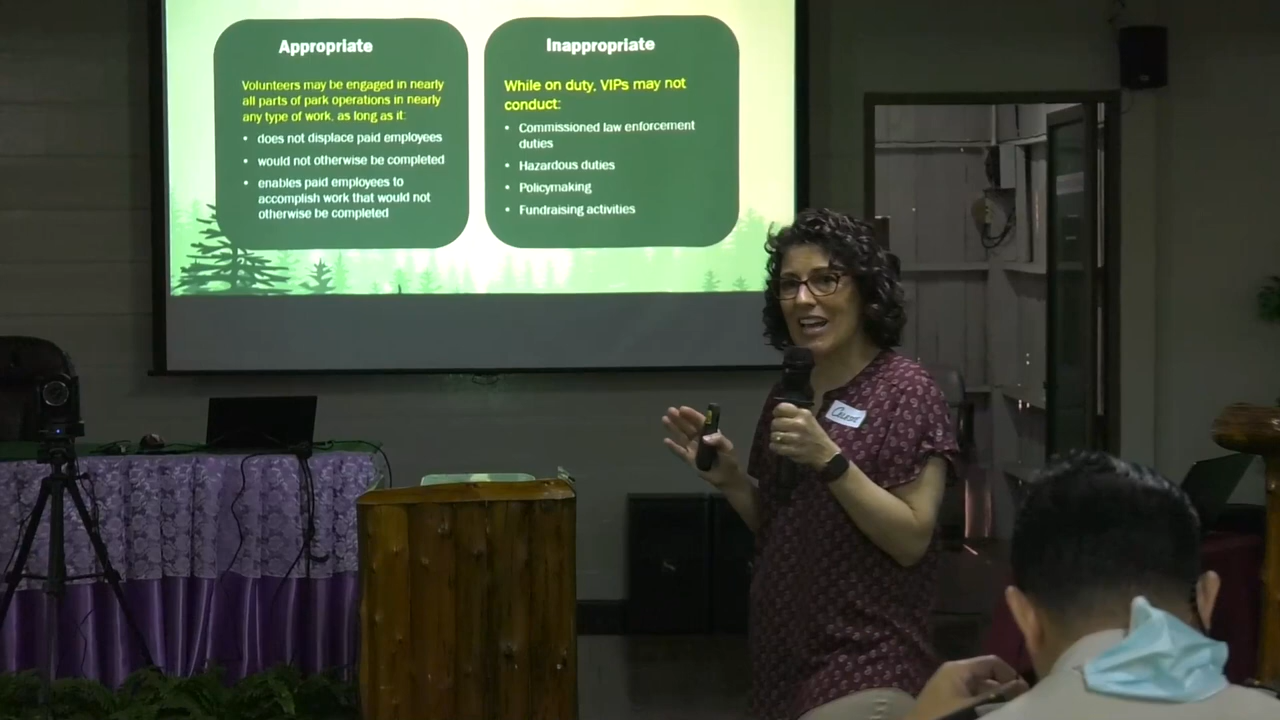 Appropriate
Volunteers may be engaged in nearly
all parts of park operations in nearly
any type of work, as long as it:
• does not displace paid employees
• would not otherwise be completed
• enables paid employees to
accomplish work that would not
otherwise be completed
Inappropriate
While on duty, VIPs may not
conduct:
• Commissioned law enforcement
duties
• Hazardous duties
• Policymaking
• Fundraising activities
Celeste